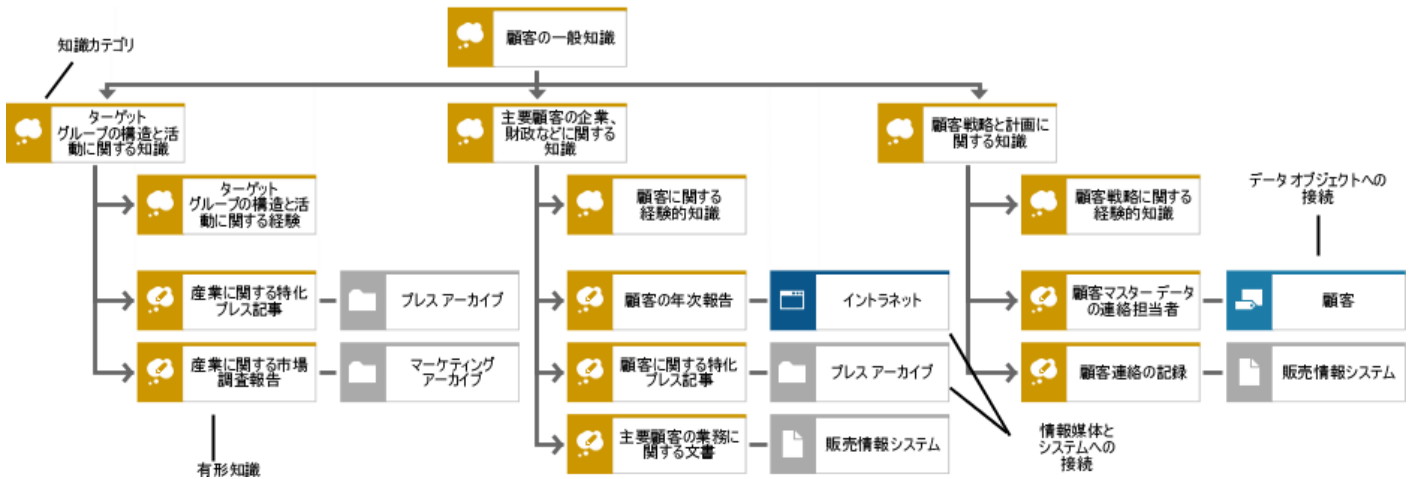 知識カテゴリ
顧客の一般知識
ターゲット
グループの構造と活
動に関する知識
主要顧客の企業、
財政などに関する
知識
顧客戦略と計画に
関する知識
ターゲット
グループの構造と活
動に関する経験
顧客に関する
経験的知識
顧客戦略に関する
経験的知識
データ オブジェクトへの
接続
産業に関する特化
プレス記事
プレス アーカイブ
顧客の年次報告
イントラネット
顧客マスター データ
の連絡担当者
顧客
産業に関する市場
調査報告
マーケティング
アーカイブ
顧客に関する特化
プレス記事
プレス アーカイブ
顧客連絡の記録
販売情報システム
主要顧客の業務に
関する文書
販売情報システム
情報媒体と
システムへの
接続
有形知識